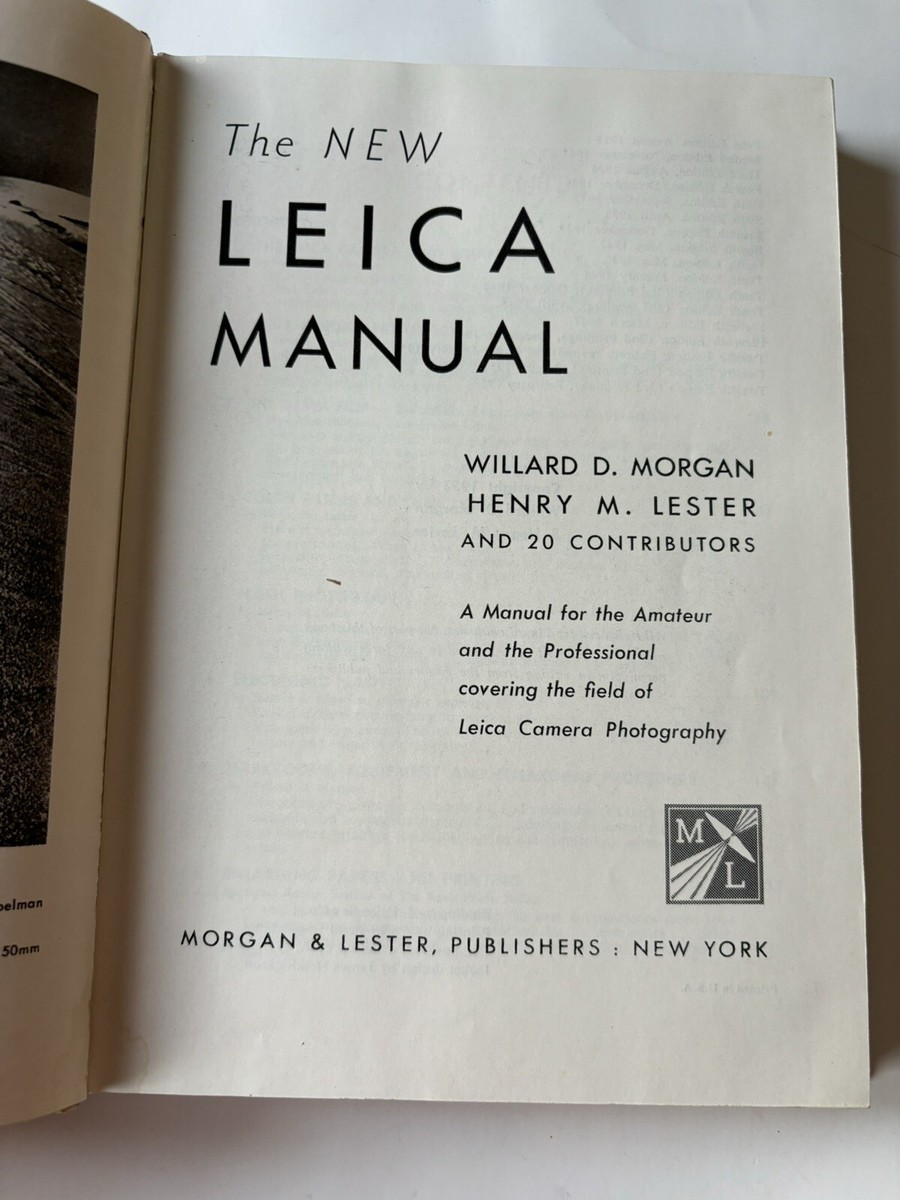 The NEW
LEICA
MANUAL
WILLARD D. MORGAN
HENRY M. LESTER
AND 20 CONTRIBUTORS
A Manual for the Amateur
and the Professional
covering the field of
Leica Camera Photography
M
L
MORGAN & LESTER, PUBLISHERS : NEW YORK
50mm